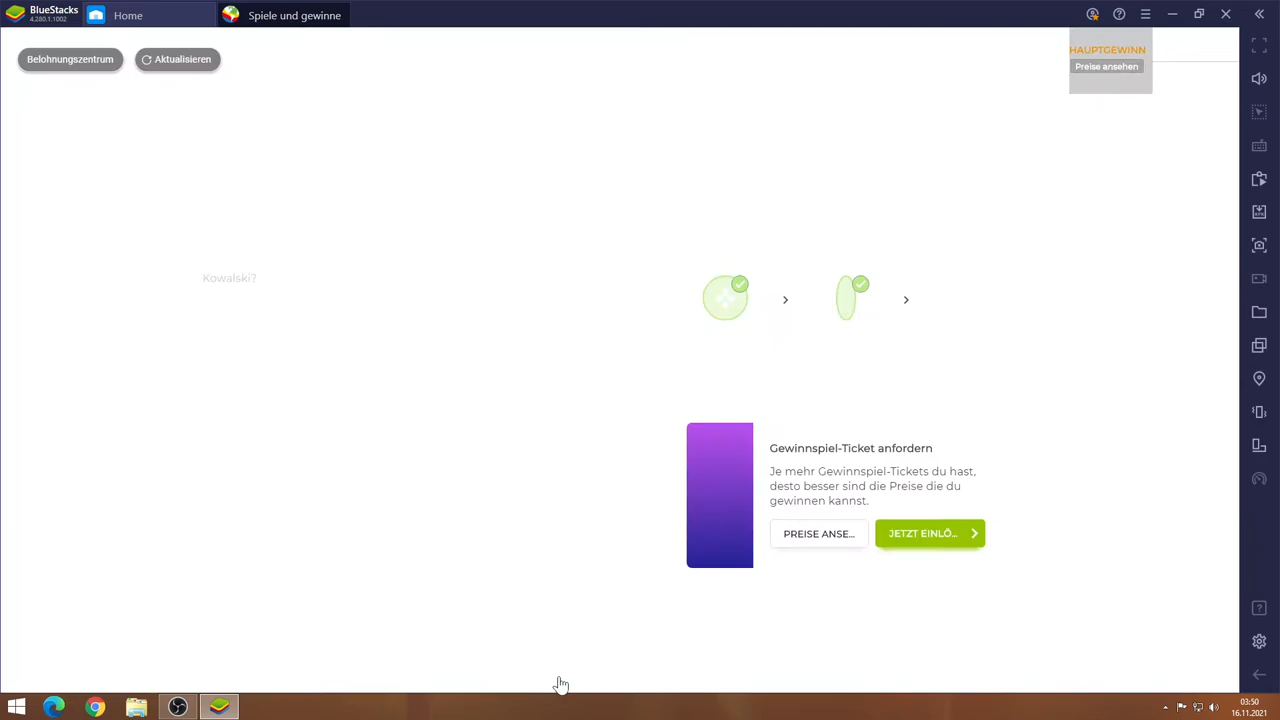 BlueStacks
4.280.1.1002
Home
Spiele und gewinne
Belohnungszentrum
Aktualisieren
HAUPTGEWINN
Preise ansehen
Kowalski?
Gewinnspiel-Ticket anfordern
Je mehr Gewinnspiel-Tickets du hast,
desto besser sind die Preise die du
gewinnen kannst.
PREISE ANSE...
JETZT EINLÖ...
03:50
16.11.2021